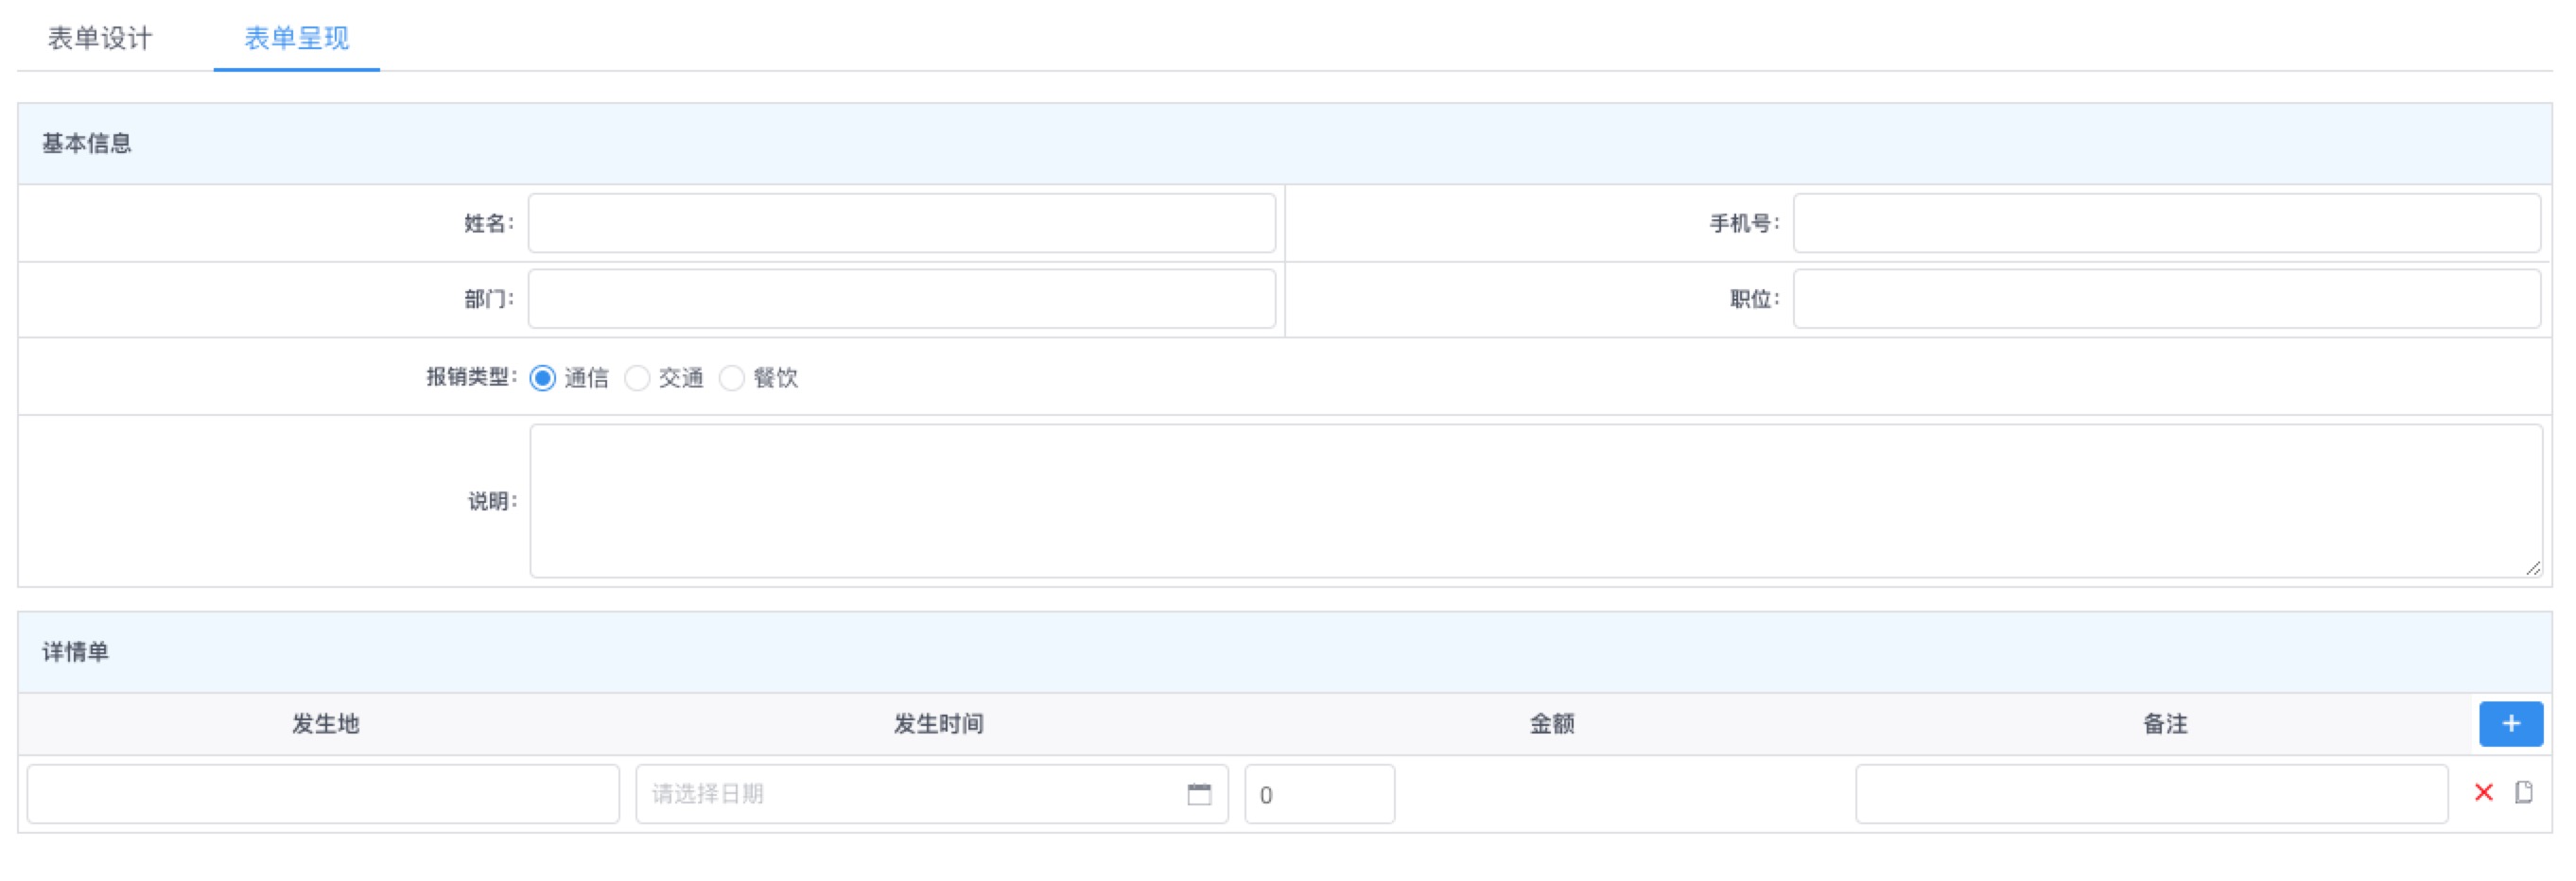 表单设计 表单呈现
基本信息
姓名: 手机号:
部门: 职位:
报销类型: 通信 交通 餐饮
说明:
详情单
发生地 发生时间 金额 备注 +
请选择日期 0